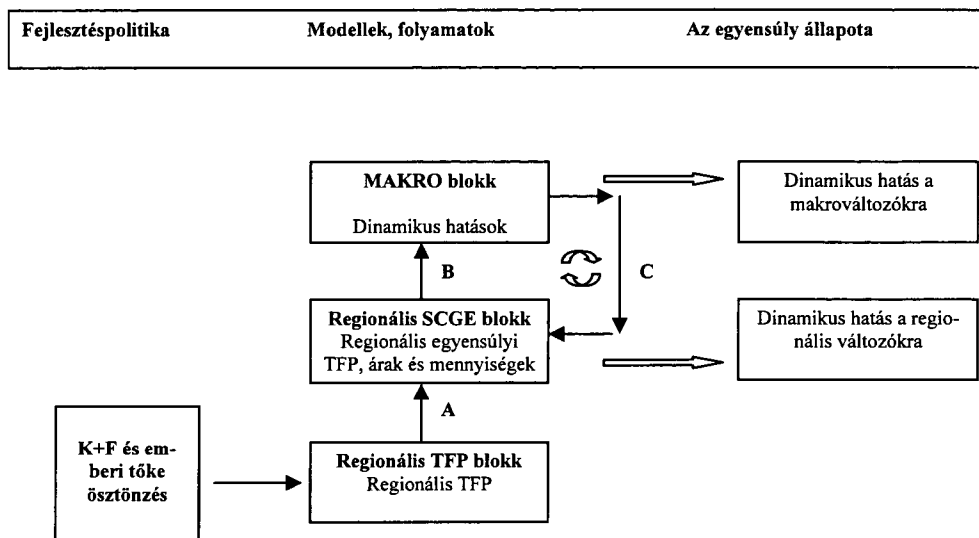 Fejlesztéspolitika
Modellek, folyamatok
Az egyensúly állapota
MAKRO blokk
Dinamikus hatások
Dinamikus hatás a
makrováltozókra
B
C
Regionális SCGE blokk
Regionális egyensúlyi
TFP, árak és mennyiségek
Dinamikus hatás a regio-
nális változókra
A
K+F és em-
beri tőke
ösztönzés
Regionális TFP blokk
Regionális TFP